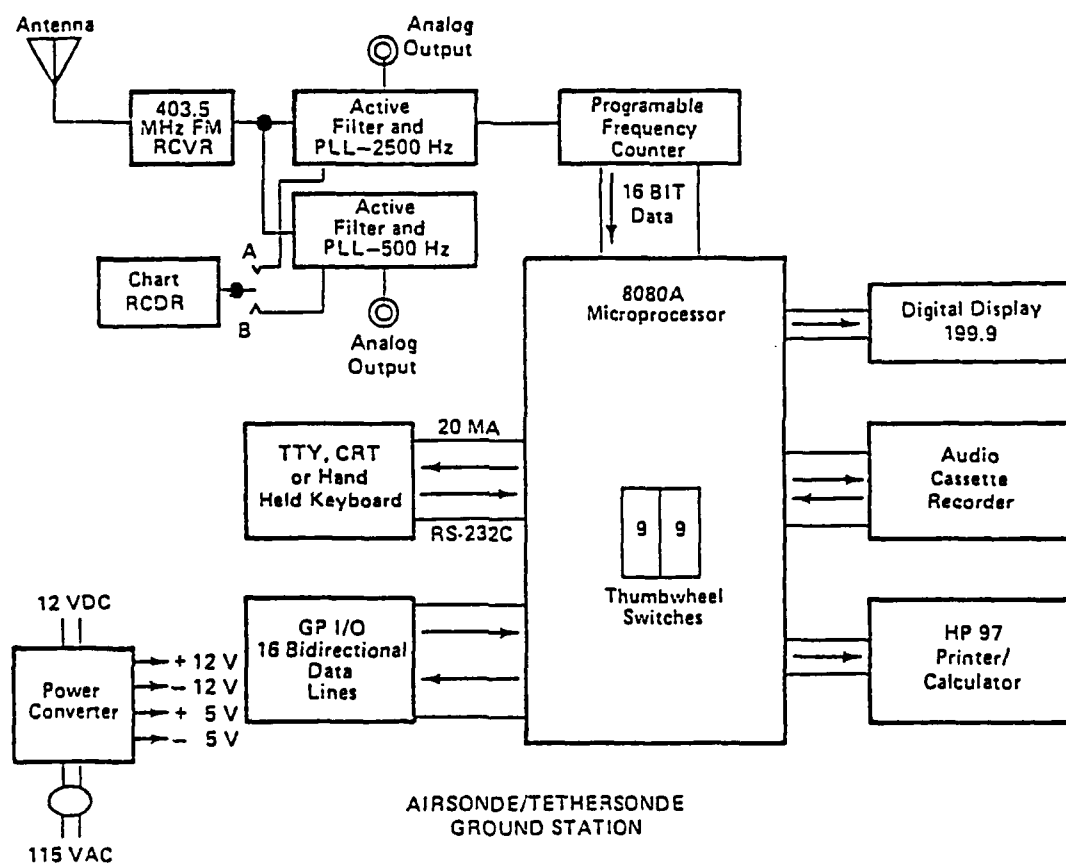 Antenna
Analog
Output
403.5
MHz FM
RCVR
Active
Filter and
PLL–2500 Hz
Programable
Frequency
Counter
16 BIT
Data
Active
Filter and
PLL–500 Hz
A
Chart
RCDR
B
Analog
Output
8080A
Microprocessor
Digital Display
199.9
20 MA
TTY, CRT
or Hand
Held Keyboard
RS-232C
Audio
Cassette
Recorder
9 9
Thumbwheel
Switches
12 VDC
Power
Converter
+ 12 V
– 12 V
+ 5 V
– 5 V
GP I/O
16 Bidirectional
Data
Lines
HP 97
Printer/
Calculator
115 VAC
AIRSONDE/TETHERSONDE
GROUND STATION